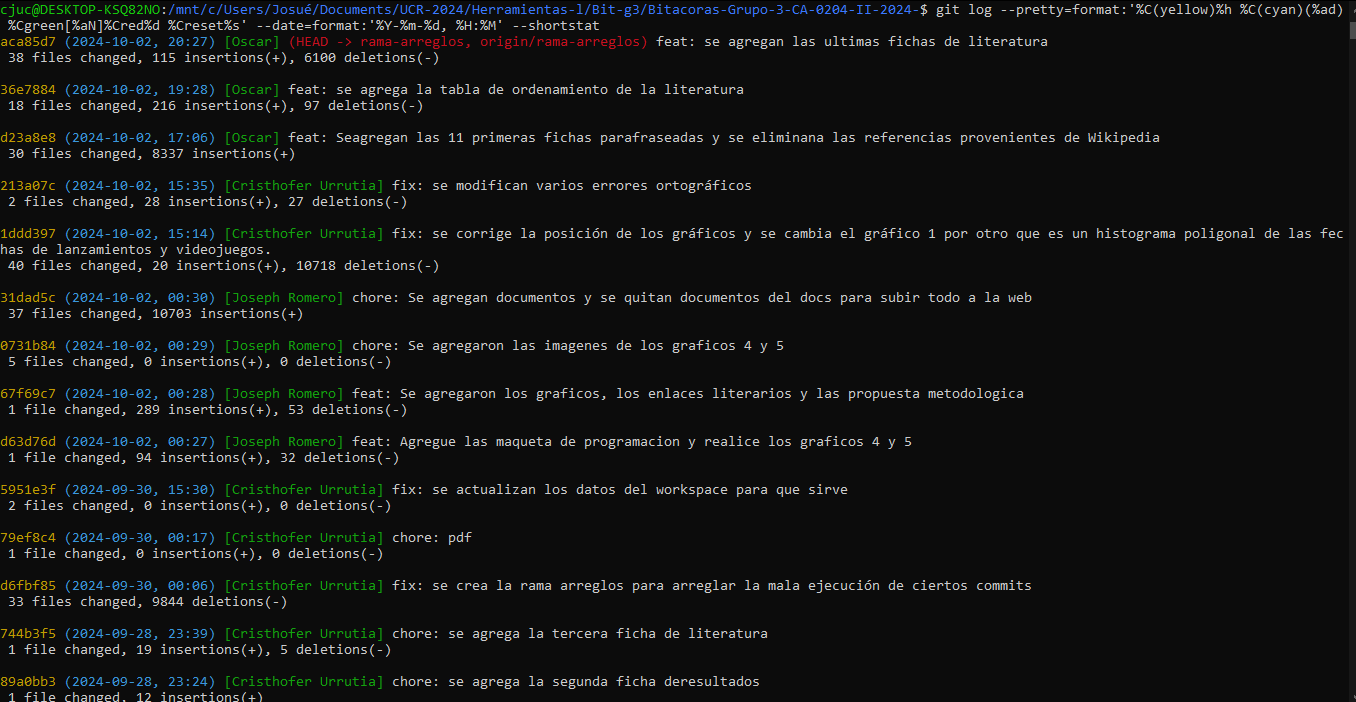 cjuc@DESKTOP-KSQ82NO:/mnt/c/Users/Josué/Documents/UCR-2024/Herramientas-l/Bit-g3/Bitacoras-Grupo-3-CA-0204-II-2024-$ git log --pretty=format:'%C(yellow)%h %C(cyan)(%ad)
%Cgreen[%aN]%Cred%d %Creset%s' --date=format:'%Y-%m-%d, %H:%M' --shortstat
aca85d7 (2024-10-02, 20:27) [Oscar] (HEAD -> rama-arreglos, origin/rama-arreglos) feat: se agregan las ultimas fichas de literatura
38 files changed, 115 insertions(+), 6100 deletions(-)
36e7884 (2024-10-02, 19:28) [Oscar] feat: se agrega la tabla de ordenamiento de la literatura
18 files changed, 216 insertions(+), 97 deletions(-)
d23a8e8 (2024-10-02, 17:06) [Oscar] feat: Seagregan las 11 primeras fichas parafraseadas y se eliminana las referencias provenientes de Wikipedia
30 files changed, 8337 insertions(+)
213a07c (2024-10-02, 15:35) [Cristhofer Urrutia] fix: se modifican varios errores ortográficos
2 files changed, 28 insertions(+), 27 deletions(-)
1ddd397 (2024-10-02, 15:14) [Cristhofer Urrutia] fix: se corrige la posición de los gráficos y se cambia el gráfico 1 por otro que es un histograma poligonal de las fec
has de lanzamientos y videojuegos.
40 files changed, 20 insertions(+), 10718 deletions(-)
31dad5c (2024-10-02, 00:30) [Joseph Romero] chore: Se agregan documentos y se quitan documentos del docs para subir todo a la web
37 files changed, 10703 insertions(+)
0731b84 (2024-10-02, 00:29) [Joseph Romero] chore: Se agregaron las imagenes de los graficos 4 y 5
5 files changed, 0 insertions(+), 0 deletions(-)
67f69c7 (2024-10-02, 00:28) [Joseph Romero] feat: Se agregaron los graficos, los enlaces literarios y las propuesta metodologica
1 file changed, 289 insertions(+), 53 deletions(-)
d63d76d (2024-10-02, 00:27) [Joseph Romero] feat: Agregue las maqueta de programacion y realice los graficos 4 y 5
1 file changed, 94 insertions(+), 32 deletions(-)
5951e3f (2024-09-30, 15:30) [Cristhofer Urrutia] fix: se actualizan los datos del workspace para que sirve
2 files changed, 0 insertions(+), 0 deletions(-)
79ef8c4 (2024-09-30, 00:17) [Cristhofer Urrutia] chore: pdf
1 file changed, 0 insertions(+), 0 deletions(-)
d6fbf85 (2024-09-30, 00:06) [Cristhofer Urrutia] fix: se crea la rama arreglos para arreglar la mala ejecución de ciertos commits
33 files changed, 9844 deletions(-)
744b3f5 (2024-09-28, 23:39) [Cristhofer Urrutia] chore: se agrega la tercera ficha de literatura
1 file changed, 19 insertions(+), 5 deletions(-)
89a0bb3 (2024-09-28, 23:24) [Cristhofer Urrutia] chore: se agrega la segunda ficha deresultados
1 file changed, 12 insertions(+)